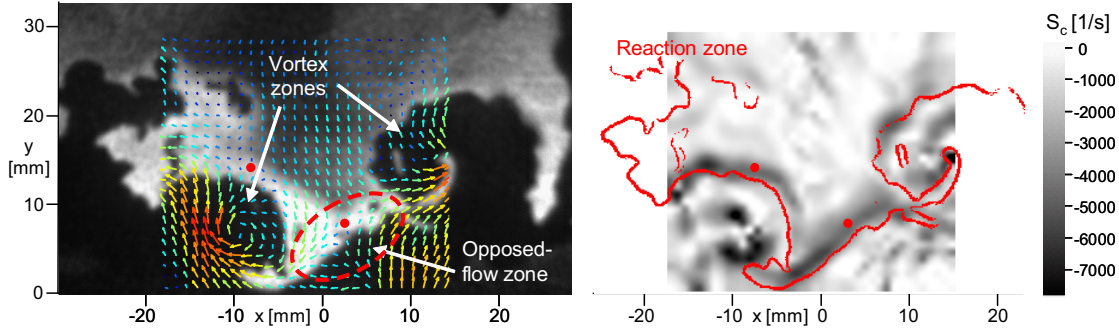 30
20
y
[mm]
10
0
Vortex
zones
Opposed-
flow zone
-20
-10
x [mm]
0
10
20
Reaction zone
-20
-10
x [mm]
0
10
20
S_c [1/s]
0
-1000
-2000
-3000
-4000
-5000
-6000
-7000